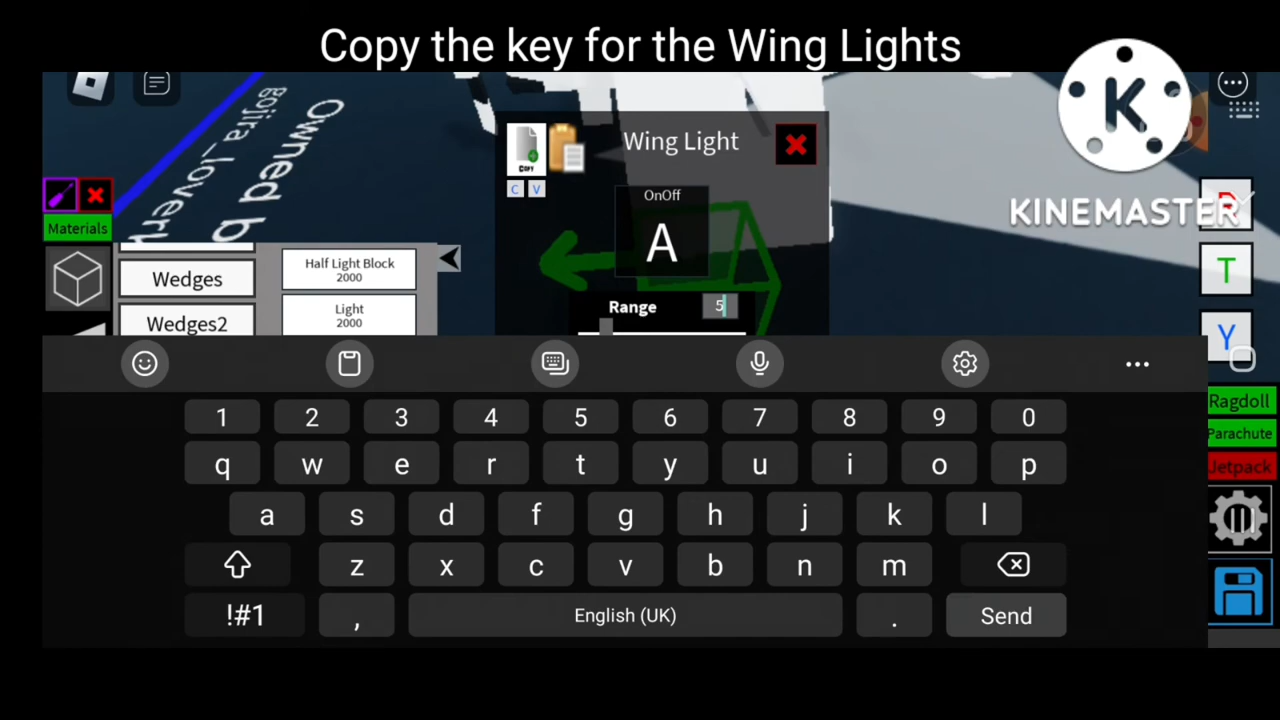 Copy the key for the Wing Lights
K
KINEMASTER
Owned b
gojira_lovery
Materials
Wedges
Wedges2
Half Light Block
2000
Light
2000
COPY
C V
Wing Light
OnOff
A
Range 5
T
Y
Ragdoll
Parachute
Jetpack
1 2 3 4 5 6 7 8 9 0
q w e r t y u i o p
a s d f g h j k l
z x c v b n m
!#1 , English (UK) . Send